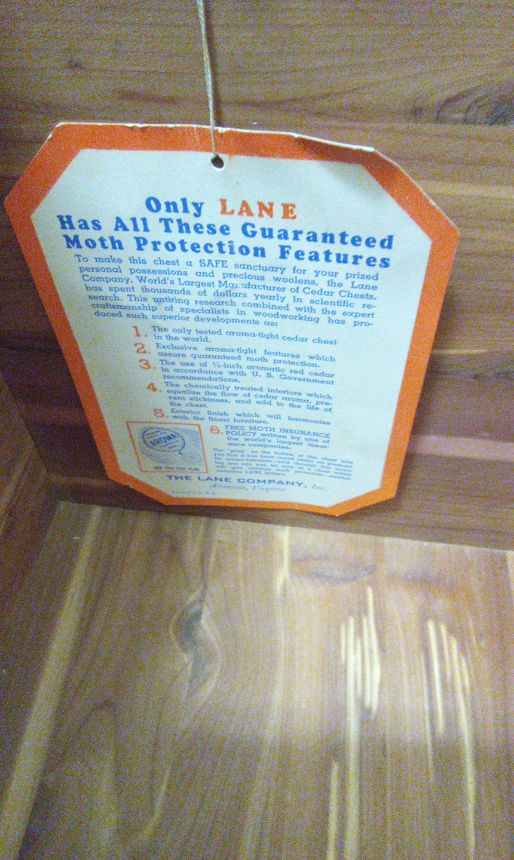 Only LANE
Has All These Guaranteed
Moth Protection Features
To make this chest a SAFE sanctuary for your prized
personal possessions and precious woolens, the Lane
Company, World's Largest Manufacturer of Cedar Chests,
has spent thousands of dollars yearly in scientific re-
search. This untiring research combined with the expert
craftsmanship of specialists in woodworking has pro-
duced such superior developments as:
1. The only tested aroma-tight cedar chest
in the world.
2. Exclusive aroma-tight features which
assure guaranteed moth protection.
3. The use of ¾-inch aromatic red cedar
in accordance with U. S. Government
recommendations.
4. The chemically treated interiors which
equalize the flow of cedar aroma, pre-
vent stickiness, and add to the life of
the chest.
5. Exterior finish which will harmonize
with the finest furniture.
6. FREE MOTH INSURANCE
POLICY written by one of
the world's largest insur-
ance companies.
AROMA
THE LANE COMPANY, Inc.
Altavista, Virginia